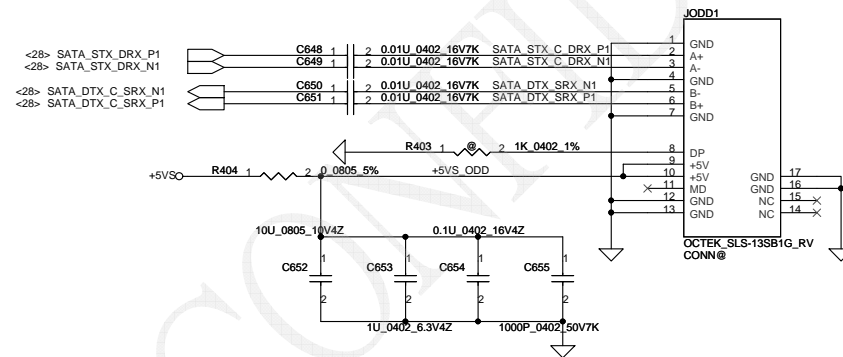 JODD1
<28> SATA_STX_DRX_P1 C648 1 2 0.01U_0402_16V7K SATA_STX_C_DRX_P1
<28> SATA_STX_DRX_N1 C649 1 2 0.01U_0402_16V7K SATA_STX_C_DRX_N1
<28> SATA_DTX_C_SRX_N1 C650 1 2 0.01U_0402_16V7K SATA_DTX_SRX_N1
<28> SATA_DTX_C_SRX_P1 C651 1 2 0.01U_0402_16V7K SATA_DTX_SRX_P1
1 GND
2 A+
3 A-
4 GND
5 B-
6 B+
7 GND
R403 1 @ 2 1K_0402_1%
8 DP
9 +5V
+5VS R404 1 2 0_0805_5% +5VS_ODD
10 +5V GND 17
11 MD GND 16
12 GND NC 15
13 GND NC 14
OCTEK_SLS-13SB1G_RV
CONN@
10U_0805_10V4Z 0.1U_0402_16V4Z
1 1 1 1
C652 C653 C654 C655
2 2 2 2
1U_0402_6.3V4Z 1000P_0402_50V7K
CONFID